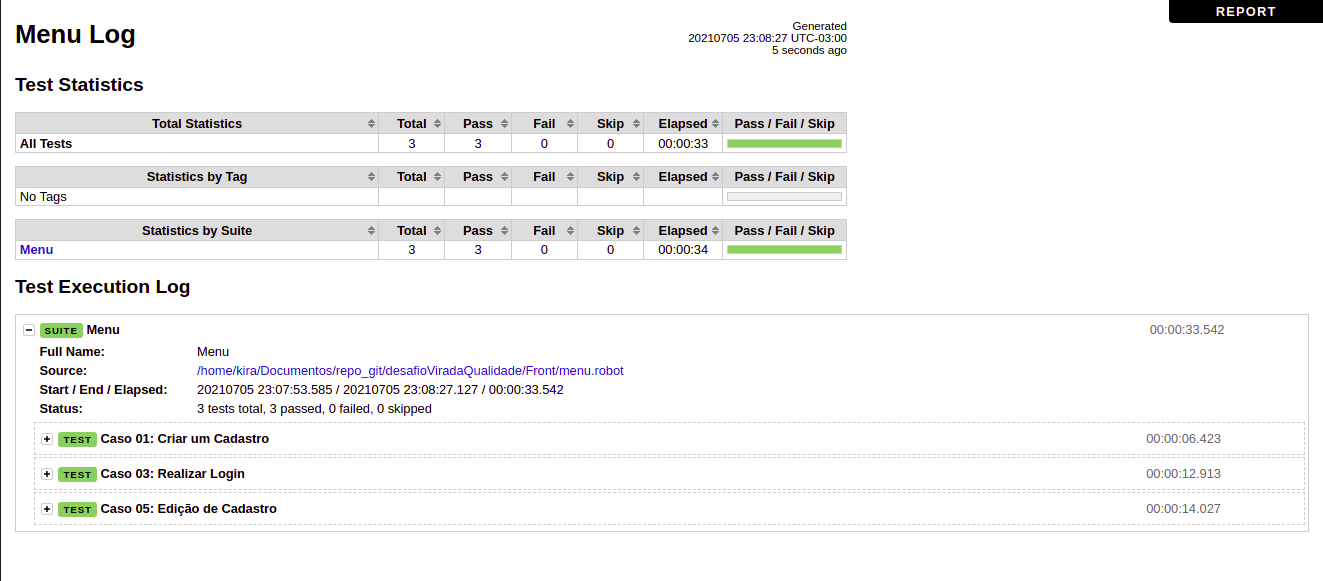 REPORT
Menu Log
Generated
20210705 23:08:27 UTC-03:00
5 seconds ago
Test Statistics
Total Statistics Total Pass Fail Skip Elapsed Pass / Fail / Skip
All Tests 3 3 0 0 00:00:33
Statistics by Tag Total Pass Fail Skip Elapsed Pass / Fail / Skip
No Tags
Statistics by Suite Total Pass Fail Skip Elapsed Pass / Fail / Skip
Menu 3 3 0 0 00:00:34
Test Execution Log
SUITE Menu 00:00:33.542
Full Name: Menu
Source: /home/kira/Documentos/repo_git/desafioViradaQualidade/Front/menu.robot
Start / End / Elapsed: 20210705 23:07:53.585 / 20210705 23:08:27.127 / 00:00:33.542
Status: 3 tests total, 3 passed, 0 failed, 0 skipped
TEST Caso 01: Criar um Cadastro 00:00:06.423
TEST Caso 03: Realizar Login 00:00:12.913
TEST Caso 05: Edição de Cadastro 00:00:14.027